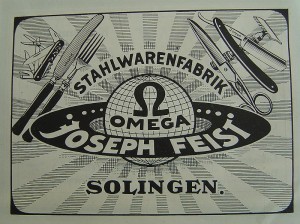 STAHLWARENFABRIK
Ω
OMEGA
JOSEPH FEIST
SOLINGEN.